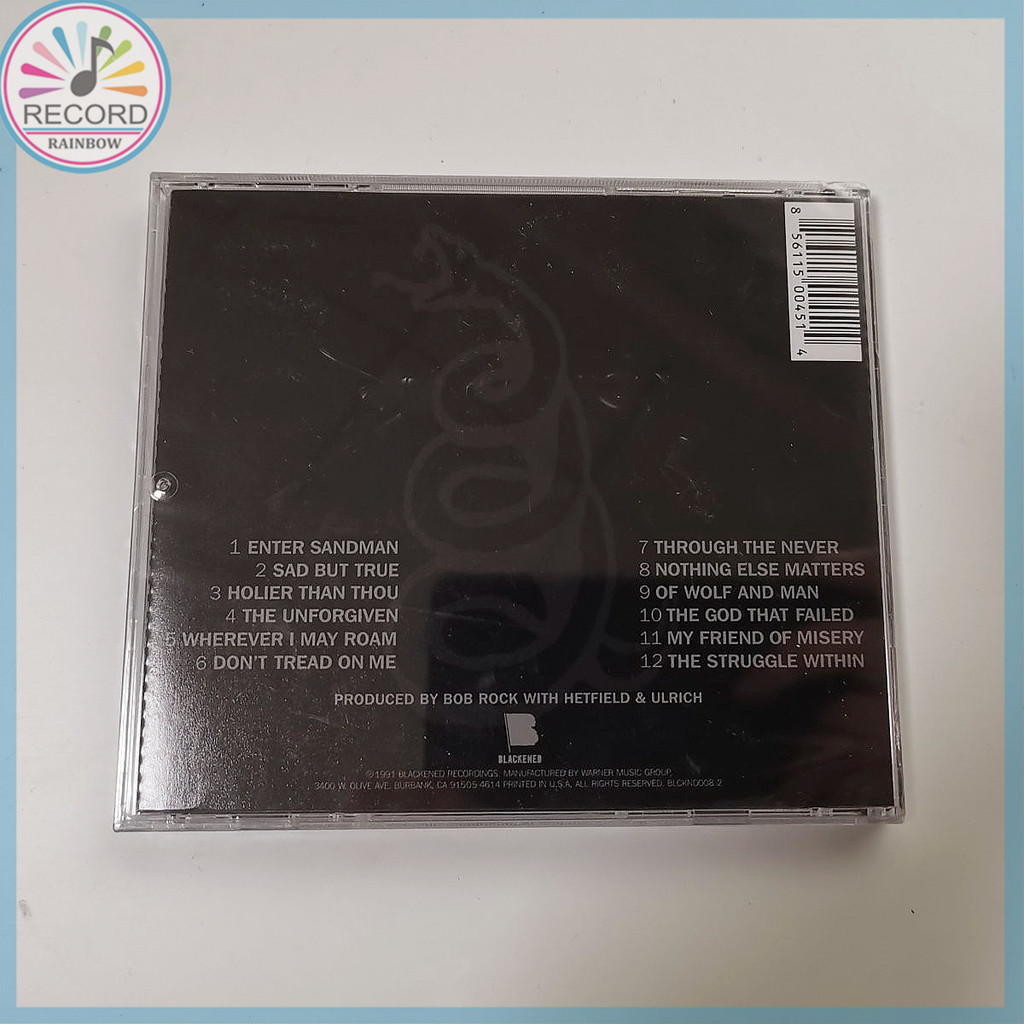 RECORD
RAINBOW
8 56115 00451 4
1 ENTER SANDMAN
2 SAD BUT TRUE
3 HOLIER THAN THOU
4 THE UNFORGIVEN
5 WHEREVER I MAY ROAM
6 DON'T TREAD ON ME
7 THROUGH THE NEVER
8 NOTHING ELSE MATTERS
9 OF WOLF AND MAN
10 THE GOD THAT FAILED
11 MY FRIEND OF MISERY
12 THE STRUGGLE WITHIN
PRODUCED BY BOB ROCK WITH HETFIELD & ULRICH
B
BLACKENED
©1991 BLACKENED RECORDINGS. MANUFACTURED BY WARNER MUSIC GROUP,
3400 W. OLIVE AVE. BURBANK, CA 91505-4614 PRINTED IN U.S.A. ALL RIGHTS RESERVED. BLCKND008-2